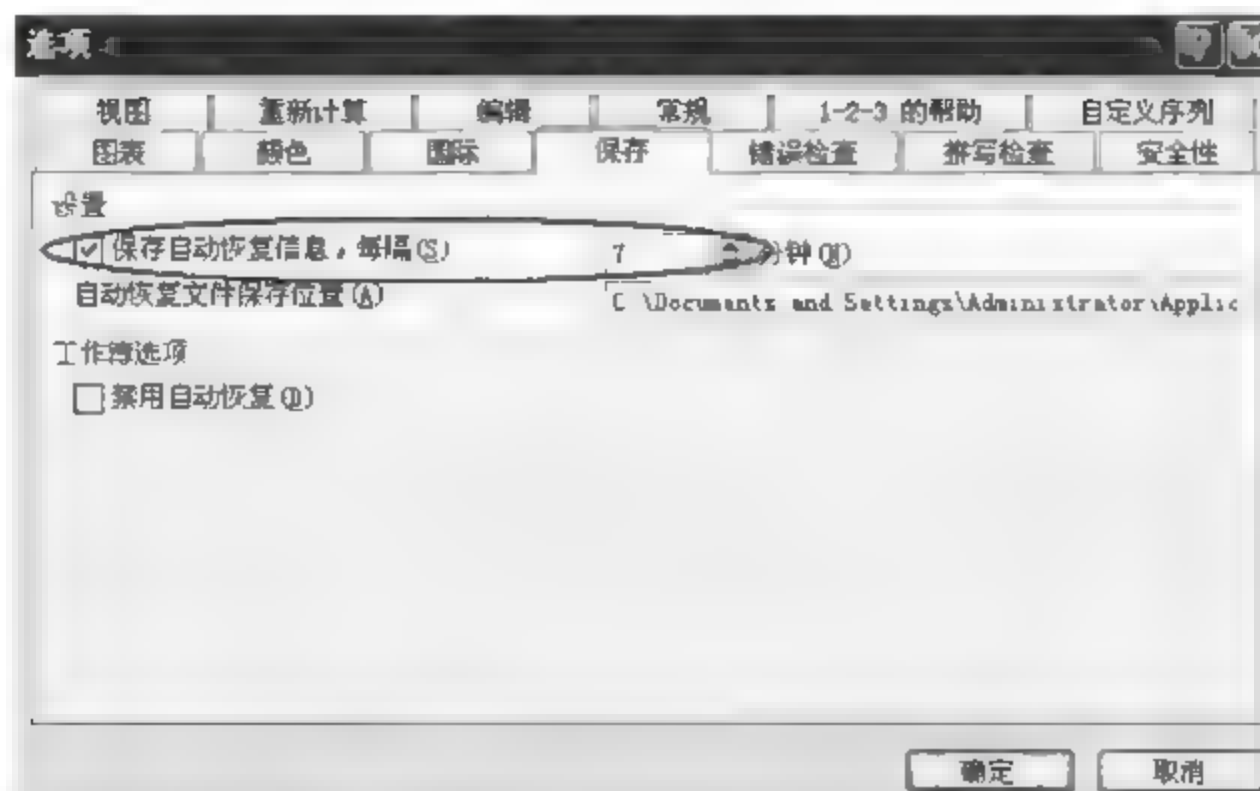 选项
视图 重新计算 编辑 常规 1-2-3 的帮助 自定义序列
图表 颜色 国际 保存 错误检查 拼写检查 安全性
设置
保存自动恢复信息，每隔(S) 7 分钟(M)
自动恢复文件保存位置(A) C \Documents and Settings\Administrator\Applic
工作簿选项
禁用自动恢复(D)
确定 取消